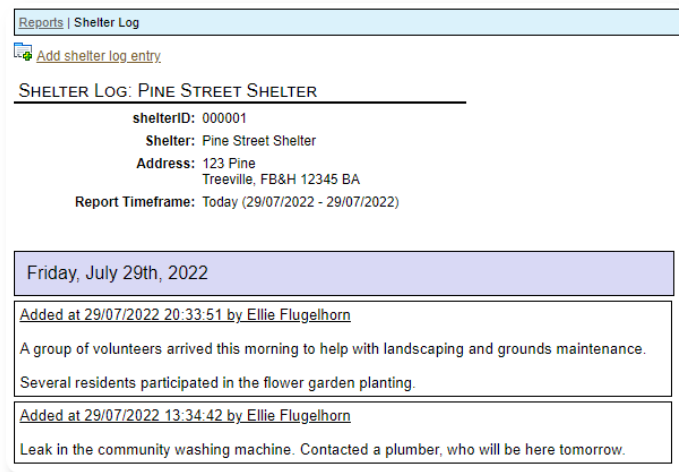 Reports | Shelter Log
Add shelter log entry
SHELTER LOG: PINE STREET SHELTER
shelterID: 000001
Shelter: Pine Street Shelter
Address: 123 Pine
Treeville, FB&H 12345 BA
Report Timeframe: Today (29/07/2022 - 29/07/2022)
Friday, July 29th, 2022
Added at 29/07/2022 20:33:51 by Ellie Flugelhorn
A group of volunteers arrived this morning to help with landscaping and grounds maintenance.
Several residents participated in the flower garden planting.
Added at 29/07/2022 13:34:42 by Ellie Flugelhorn
Leak in the community washing machine. Contacted a plumber, who will be here tomorrow.